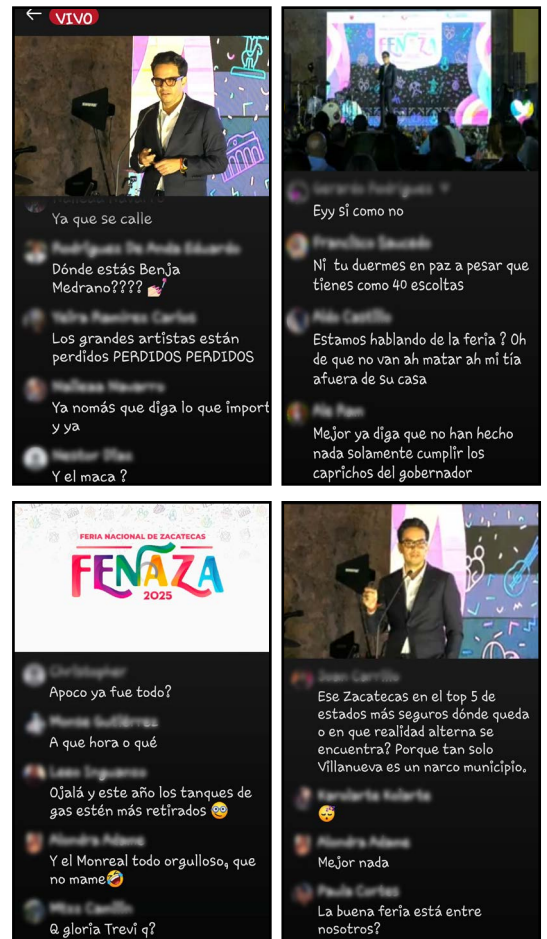 VIVO
Ya que se calle
Dónde estás Benja
Medrano????
Los grandes artistas están
perdidos PERDIDOS PERDIDOS
Ya nomás que diga lo que import
y ya
Y el maca ?
FENAZA
Eyy si como no
Ni tu duermes en paz a pesar que
tienes como 40 escoltas
Estamos hablando de la feria ? Oh
de que no van ah matar ah mi tía
afuera de su casa
Mejor ya diga que no han hecho
nada solamente cumplir los
caprichos del gobernador
FERIA NACIONAL DE ZACATECAS
FENAZA
2025
Apoco ya fue todo?
A que hora o qué
Ojalá y este año los tanques de
gas estén más retirados 🥺
Y el Monreal todo orgulloso, que
no mame🤣
Q gloria Trevi q?
Ese Zacatecas en el top 5 de
estados más seguros dónde queda
o en que realidad alterna se
encuentra? Porque tan solo
Villanueva es un narco municipio.
😴
Mejor nada
La buena feria está entre
nosotros?